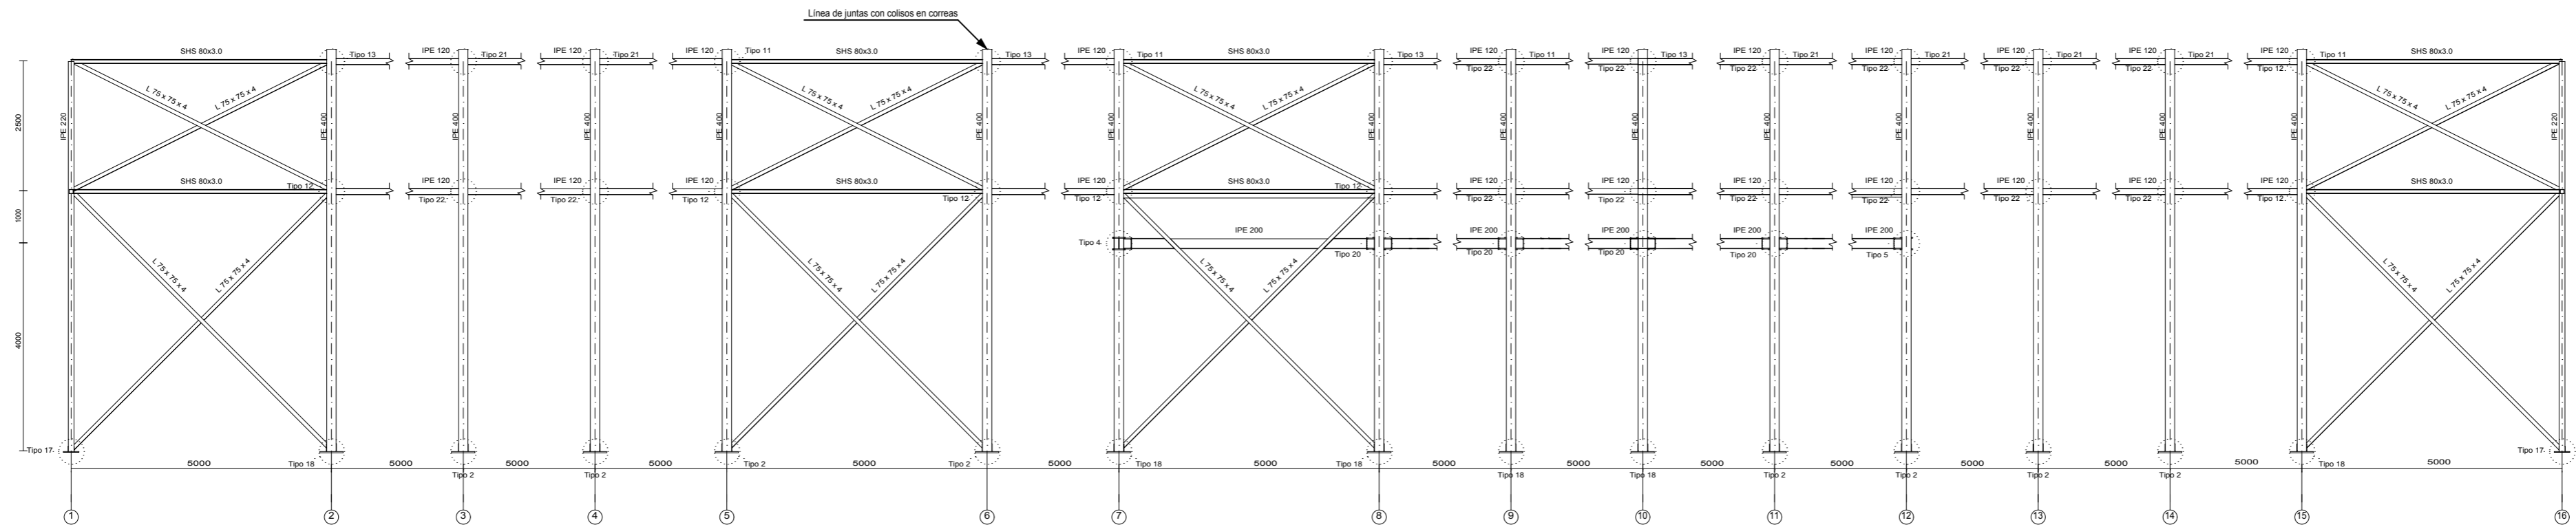 Línea de juntas con colisos en correas
SHS 80x3.0 IPE 120 IPE 120 IPE 120 SHS 80x3.0 IPE 120 SHS 80x3.0 IPE 120 IPE 120 IPE 120 IPE 120 IPE 120 IPE 120 IPE 120 SHS 80x3.0
Tipo 13 Tipo 21 Tipo 21 Tipo 11 Tipo 13 Tipo 11 Tipo 13 Tipo 11 Tipo 13 Tipo 21 Tipo 21 Tipo 21 Tipo 21 Tipo 11
Tipo 22 Tipo 22 Tipo 22 Tipo 22 Tipo 22 Tipo 22 Tipo 12
L 75 x 75 x 4 L 75 x 75 x 4 L 75 x 75 x 4 L 75 x 75 x 4 L 75 x 75 x 4 L 75 x 75 x 4 L 75 x 75 x 4 L 75 x 75 x 4
2500 IPE 220 IPE 400 IPE 400 IPE 400 IPE 400 IPE 400 IPE 400 IPE 400 IPE 400 IPE 400 IPE 400 IPE 400 IPE 400 IPE 400 IPE 400 IPE 220
SHS 80x3.0 IPE 120 IPE 120 IPE 120 SHS 80x3.0 IPE 120 SHS 80x3.0 IPE 120 IPE 120 IPE 120 IPE 120 IPE 120 IPE 120 IPE 120 SHS 80x3.0
Tipo 12 Tipo 12
Tipo 22 Tipo 22 Tipo 12 Tipo 12 Tipo 12 Tipo 22 Tipo 22 Tipo 22 Tipo 22 Tipo 22 Tipo 22 Tipo 12
1000
IPE 200 IPE 200 IPE 200 IPE 200 IPE 200
Tipo 4
Tipo 20 Tipo 20 Tipo 20 Tipo 20 Tipo 5
L 75 x 75 x 4 L 75 x 75 x 4 L 75 x 75 x 4 L 75 x 75 x 4 L 75 x 75 x 4 L 75 x 75 x 4 L 75 x 75 x 4 L 75 x 75 x 4
4000
Tipo 17 Tipo 17
5000 5000 5000 5000 5000 5000 5000 5000 5000 5000 5000 5000 5000 5000 5000
Tipo 18 Tipo 2 Tipo 2 Tipo 18 Tipo 18 Tipo 18
Tipo 2 Tipo 2 Tipo 18 Tipo 18 Tipo 2 Tipo 2 Tipo 2 Tipo 2
1 2 3 4 5 6 7 8 9 10 11 12 13 14 15 16